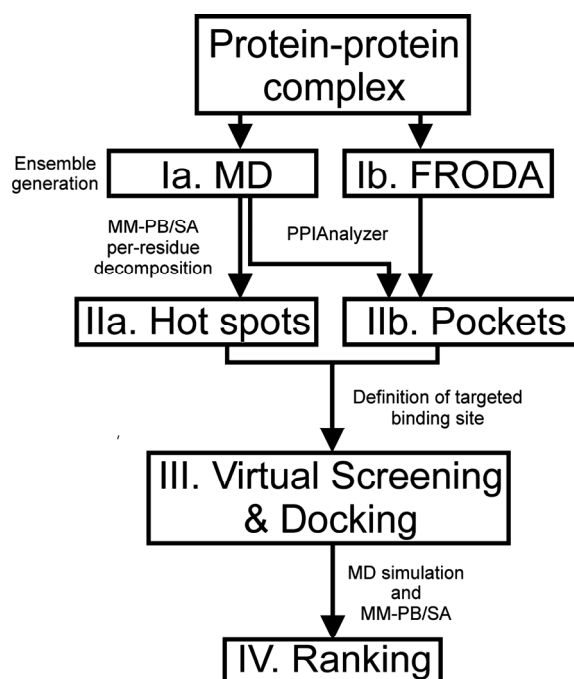 Protein-protein
complex
Ensemble
generation
Ia. MD
Ib. FRODA
MM-PB/SA
per-residue
decomposition
PPIAnalyzer
IIa. Hot spots
IIb. Pockets
Definition of targeted
binding site
,
III. Virtual Screening
& Docking
MD simulation
and
MM-PB/SA
IV. Ranking